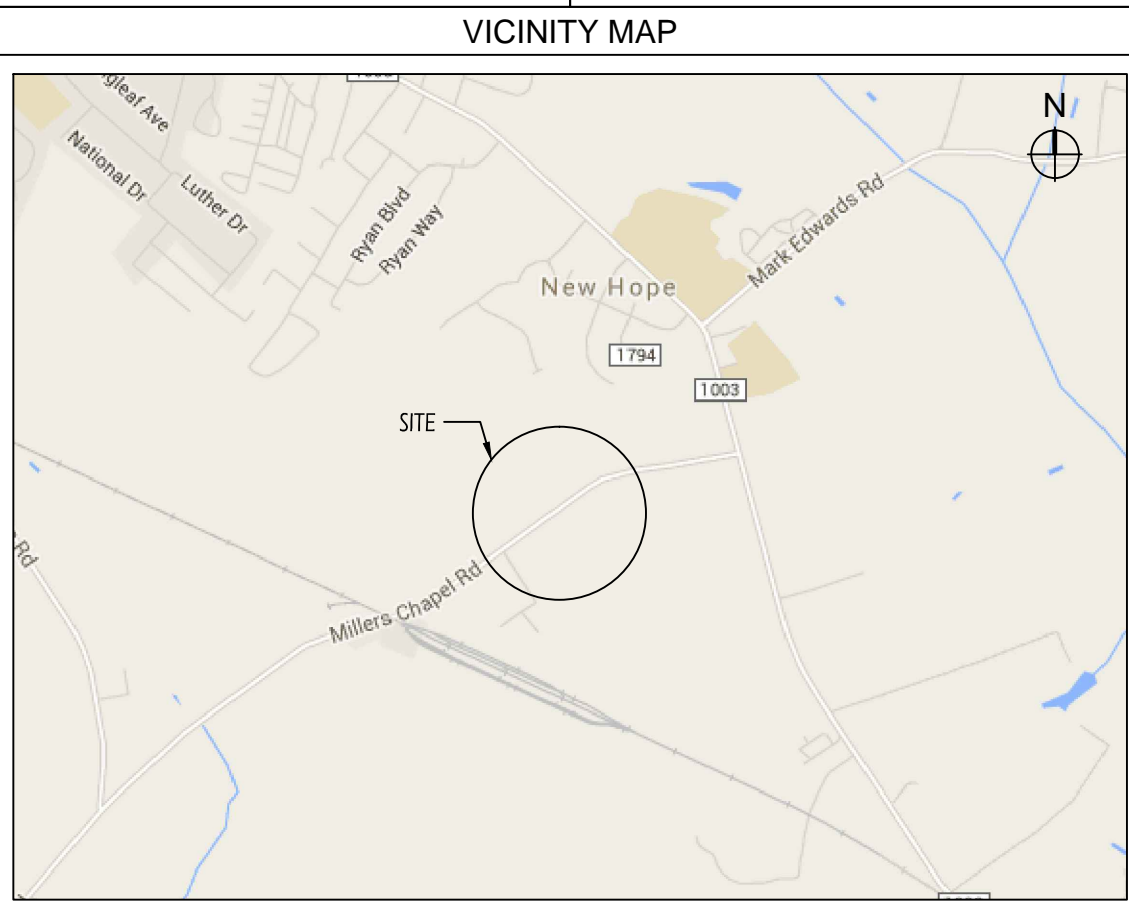 VICINITY MAP
N
National Dr
Luther Dr
Ryan Blvd
Ryan Way
Mark Edwards Rd
New Hope
1794
1003
SITE
Rd
Millers Chapel Rd